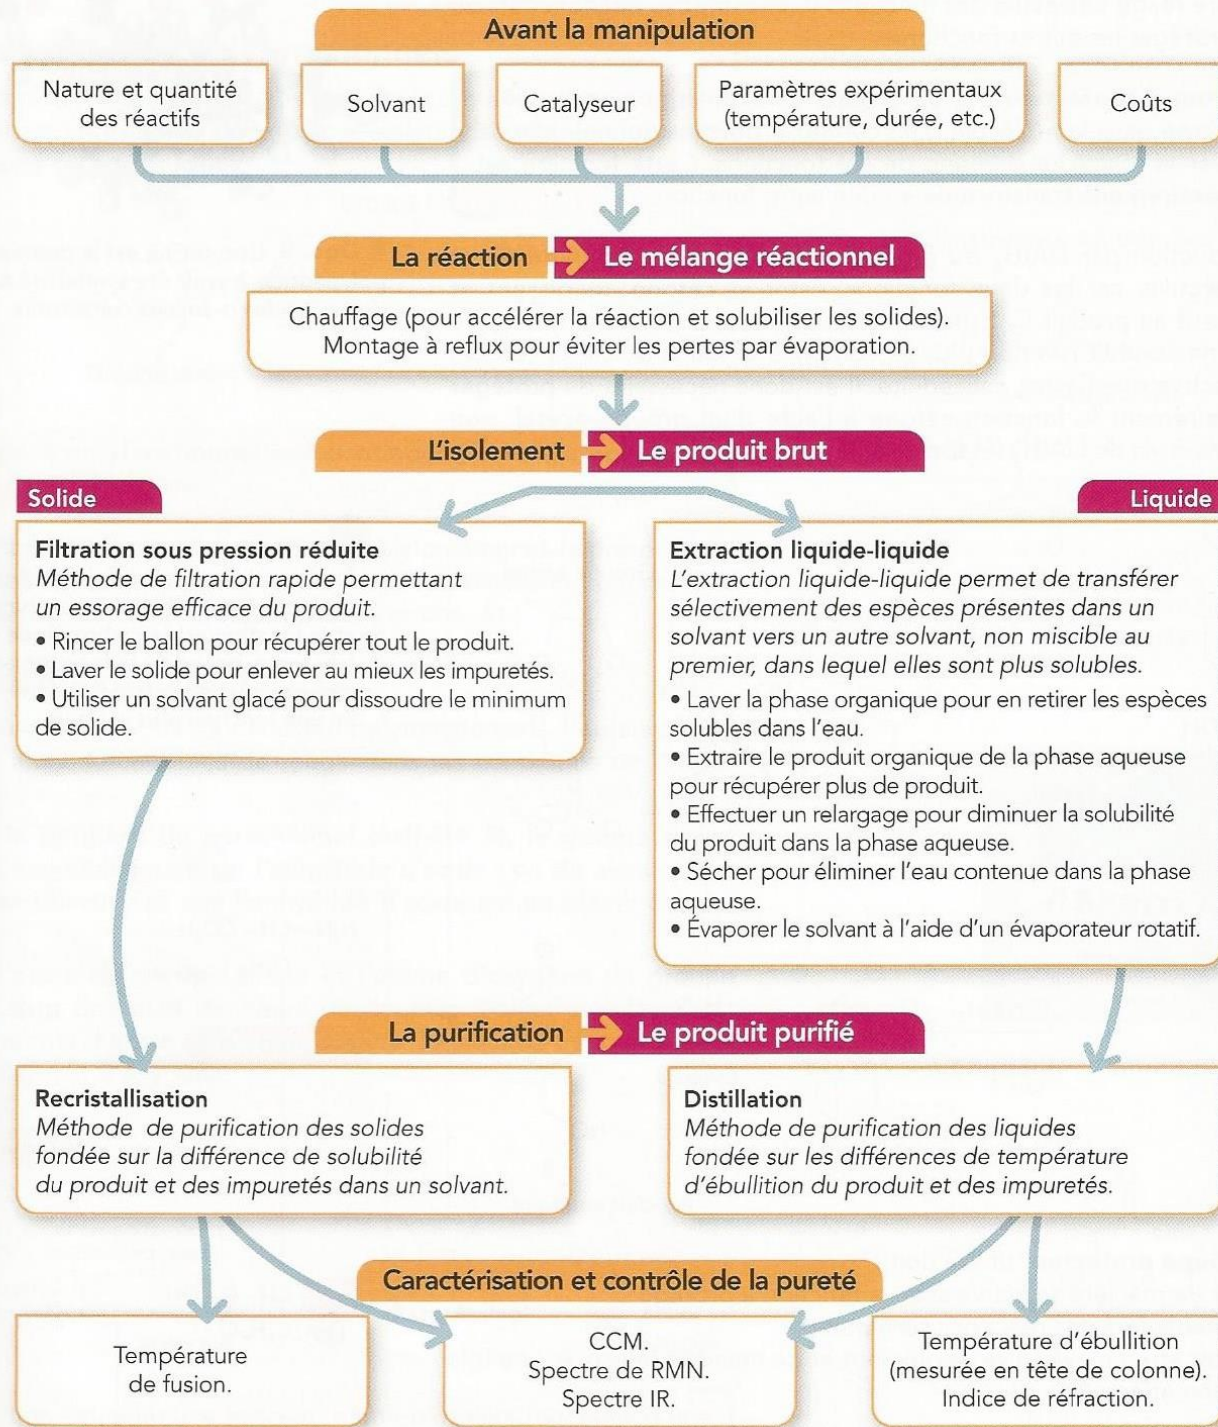 Avant la manipulation
Nature et quantité
des réactifs
Solvant
Catalyseur
Paramètres expérimentaux
(température, durée, etc.)
Coûts
La réaction
Le mélange réactionnel
Chauffage (pour accélérer la réaction et solubiliser les solides).
Montage à reflux pour éviter les pertes par évaporation.
L'isolement
Le produit brut
Solide
Filtration sous pression réduite
Méthode de filtration rapide permettant
un essorage efficace du produit.
• Rincer le ballon pour récupérer tout le produit.
• Laver le solide pour enlever au mieux les impuretés.
• Utiliser un solvant glacé pour dissoudre le minimum
de solide.
Liquide
Extraction liquide-liquide
L'extraction liquide-liquide permet de transférer
sélectivement des espèces présentes dans un
solvant vers un autre solvant, non miscible au
premier, dans lequel elles sont plus solubles.
• Laver la phase organique pour en retirer les espèces
solubles dans l'eau.
• Extraire le produit organique de la phase aqueuse
pour récupérer plus de produit.
• Effectuer un relargage pour diminuer la solubilité
du produit dans la phase aqueuse.
• Sécher pour éliminer l'eau contenue dans la phase
aqueuse.
• Évaporer le solvant à l'aide d'un évaporateur rotatif.
La purification
Le produit purifié
Recristallisation
Méthode de purification des solides
fondée sur la différence de solubilité
du produit et des impuretés dans un solvant.
Distillation
Méthode de purification des liquides
fondée sur les différences de température
d'ébullition du produit et des impuretés.
Caractérisation et contrôle de la pureté
Température
de fusion.
CCM.
Spectre de RMN.
Spectre IR.
Température d'ébullition
(mesurée en tête de colonne).
Indice de réfraction.